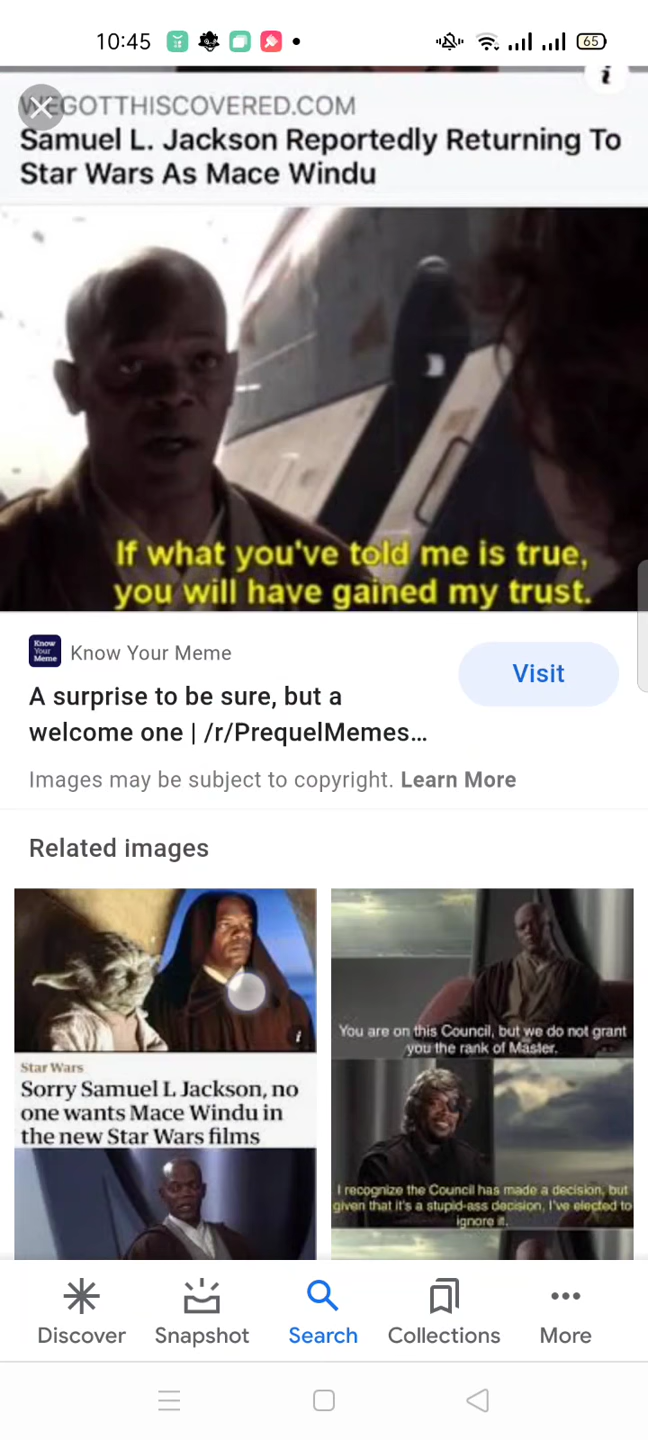 10:45
65
WEGOTTHISCOVERED.COM
Samuel L. Jackson Reportedly Returning To
Star Wars As Mace Windu
If what you've told me is true,
you will have gained my trust.
Know Your Meme
Know Your Meme
A surprise to be sure, but a
welcome one | /r/PrequelMemes...
Visit
Images may be subject to copyright. Learn More
Related images
Star Wars
Sorry Samuel L Jackson, no
one wants Mace Windu in
the new Star Wars films
You are on this Council, but we do not grant
you the rank of Master.
I recognize the Council has made a decision, but
given that it's a stupid-ass decision, I've elected to
ignore it.
Discover
Snapshot
Search
Collections
More